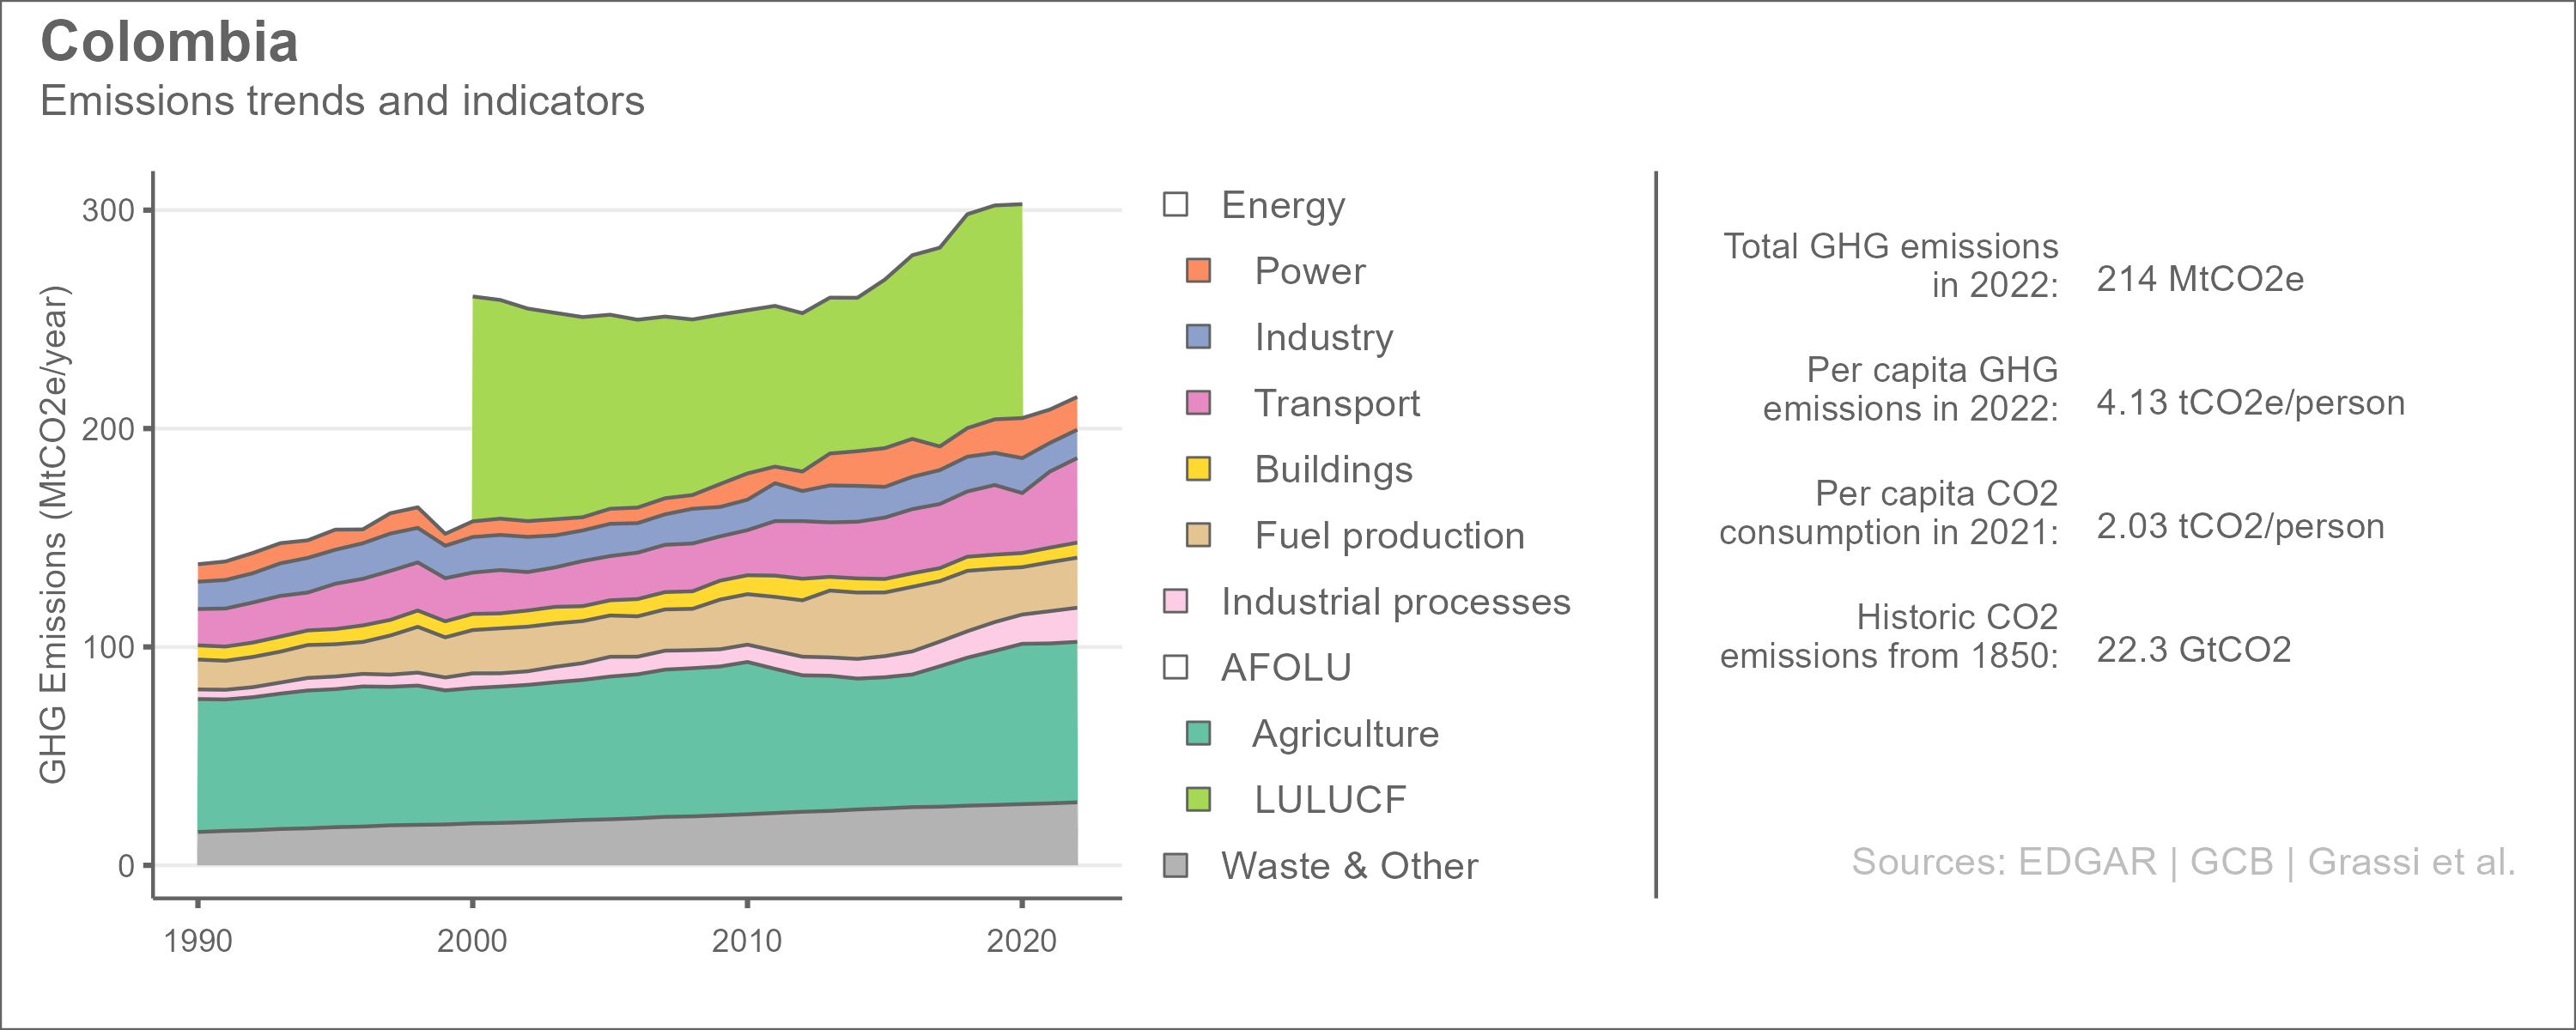 Colombia
Emissions trends and indicators
GHG Emissions (MtCO2e/year)
300
200
100
0
1990
2000
2010
2020
Energy
Power
Industry
Transport
Buildings
Fuel production
Industrial processes
AFOLU
Agriculture
LULUCF
Waste & Other
Total GHG emissions
in 2022:
214 MtCO2e
Per capita GHG
emissions in 2022:
4.13 tCO2e/person
Per capita CO2
consumption in 2021:
2.03 tCO2/person
Historic CO2
emissions from 1850:
22.3 GtCO2
Sources: EDGAR | GCB | Grassi et al.